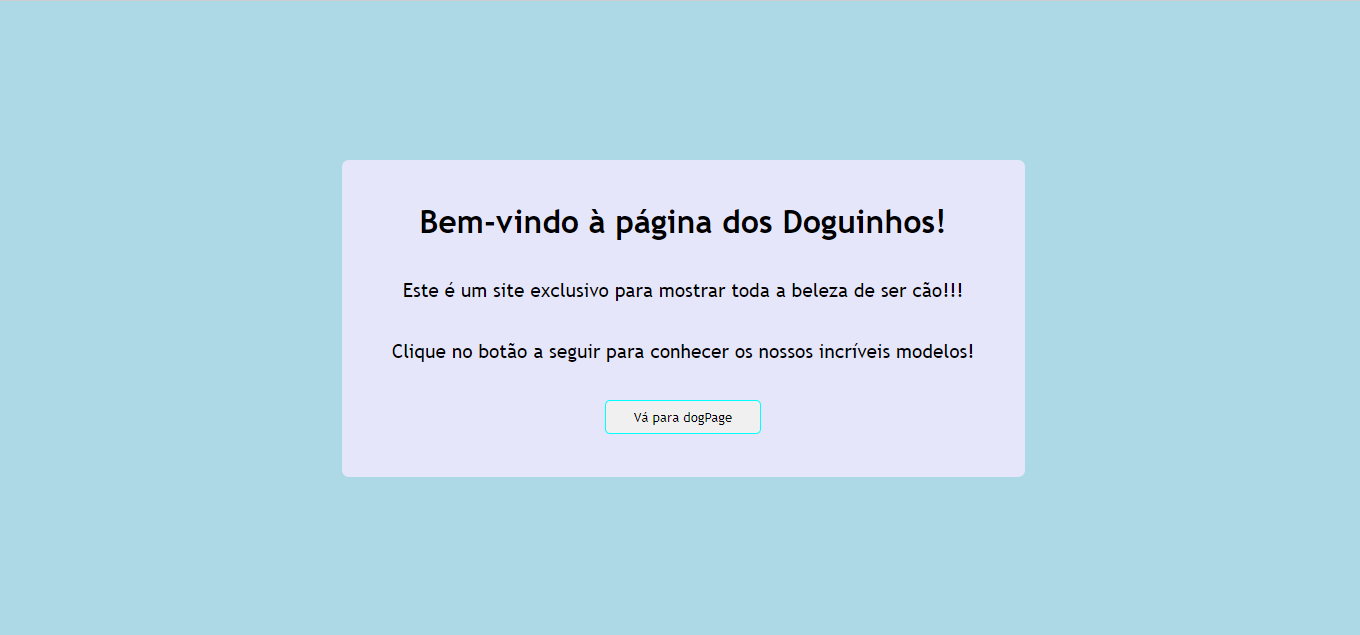 Bem-vindo à página dos Doguinhos!
Este é um site exclusivo para mostrar toda a beleza de ser cão!!!
Clique no botão a seguir para conhecer os nossos incríveis modelos!
Vá para dogPage